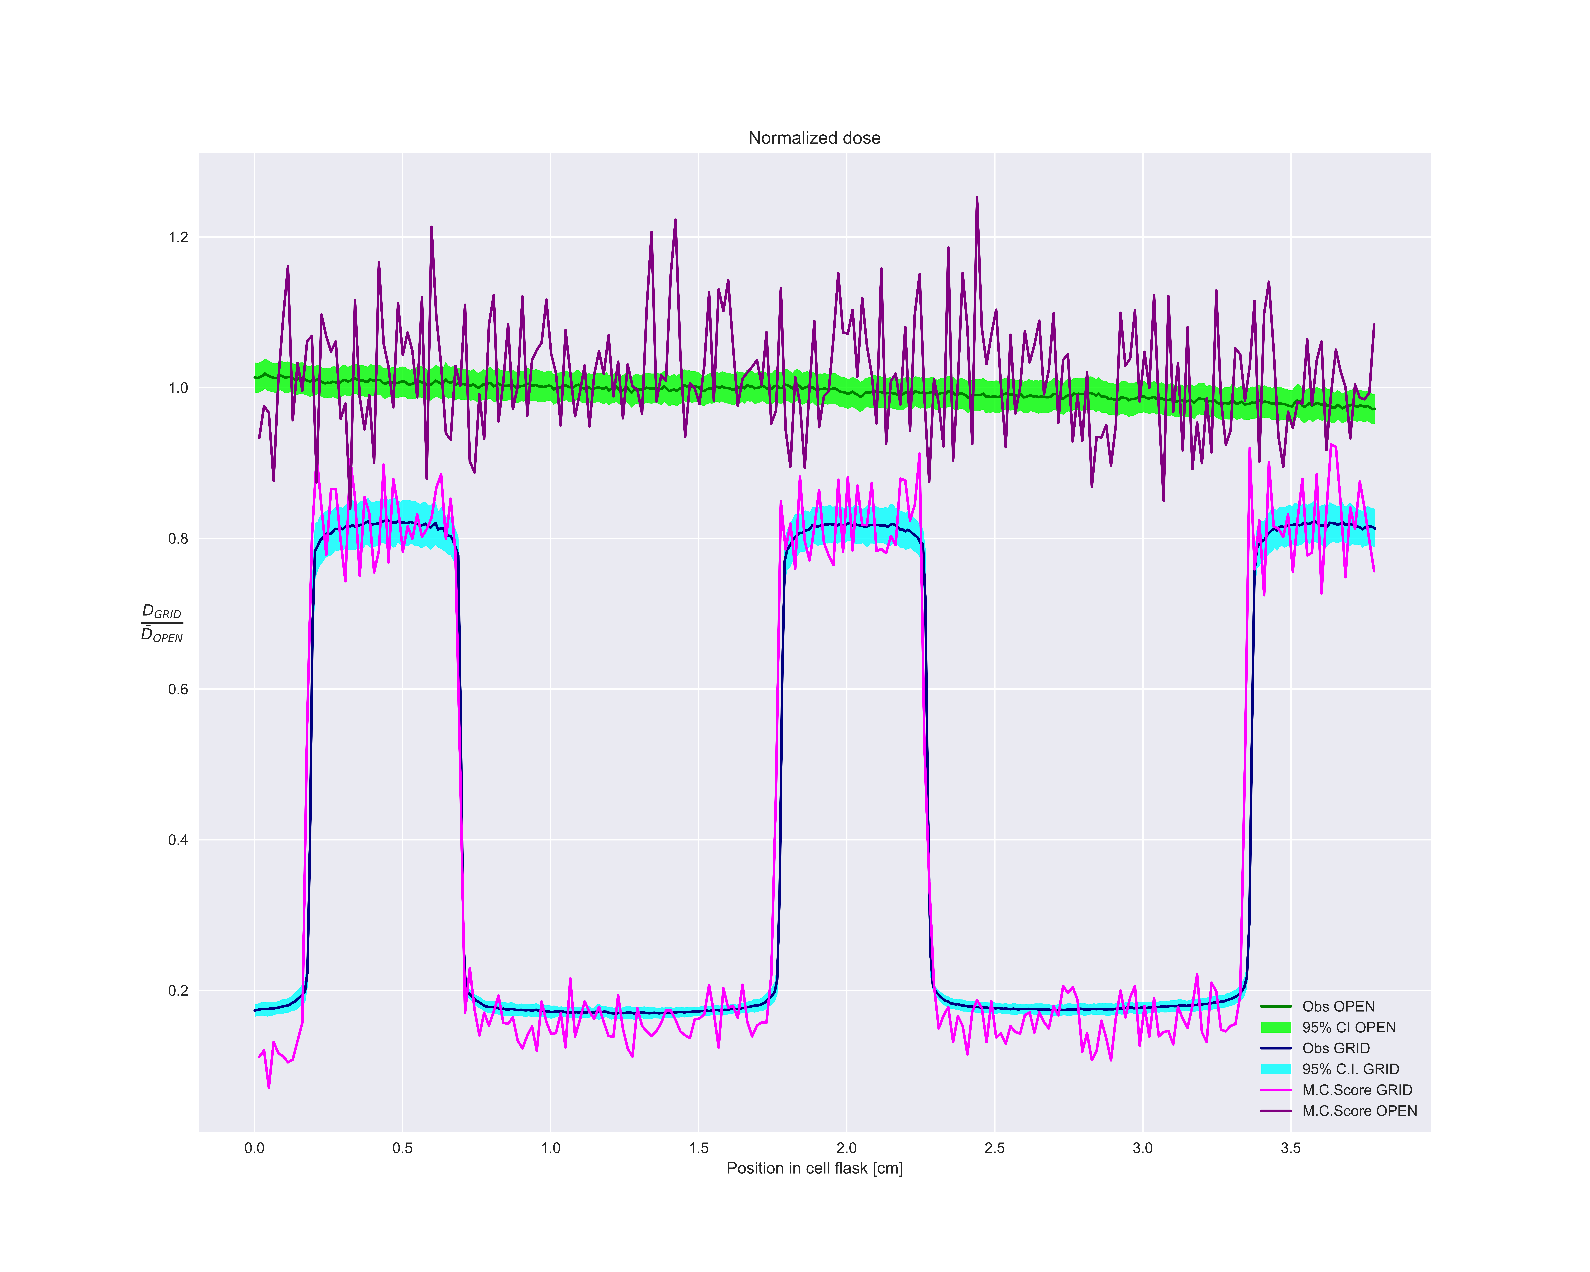 Normalized dose
1.2
1.0
0.8
0.6
0.4
0.2
D_GRID
D̄_OPEN
0.0 0.5 1.0 1.5 2.0 2.5 3.0 3.5
Position in cell flask [cm]
Obs OPEN
95% CI OPEN
Obs GRID
95% C.I. GRID
M.C.Score GRID
M.C.Score OPEN